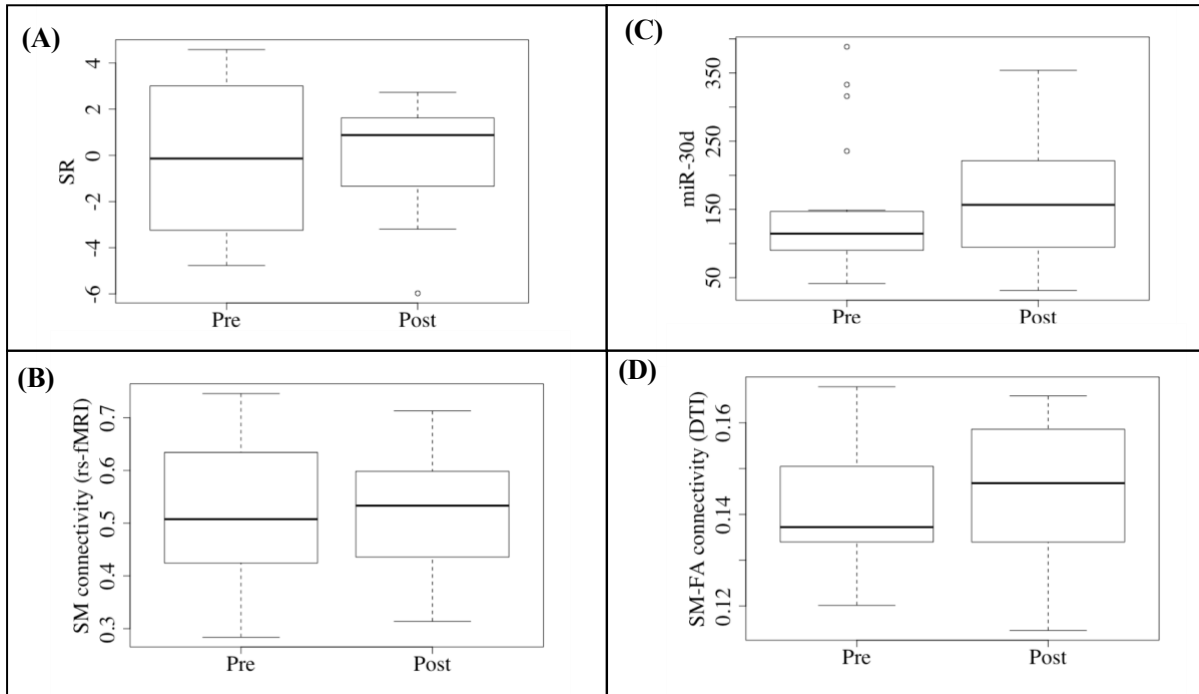 (A)
SR
4
2
0
-2
-4
-6
Pre Post
(C)
miR-30d
350
250
150
50
Pre Post
(B)
SM connectivity (rs-fMRI)
0.7
0.6
0.5
0.4
0.3
Pre Post
(D)
SM-FA connectivity (DTI)
0.16
0.14
0.12
Pre Post